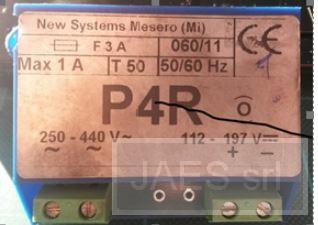 New Systems Mesero (Mi)
F 3 A 060/11 CE
Max 1 A T 50 50/60 Hz
P4R
250 - 440 V~ 112 - 197 V⎓
~ ~ + −
JAES srl